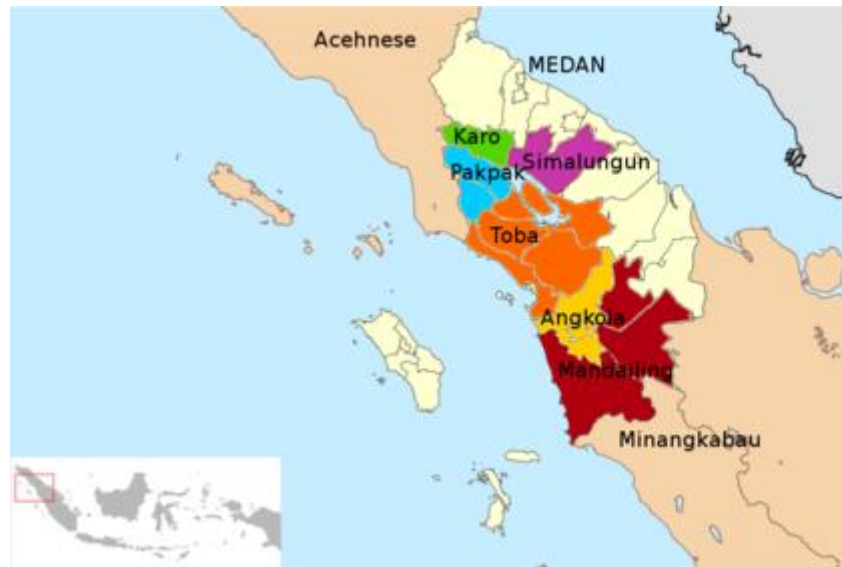 Acehnese
MEDAN
Karo
Simalungun
Pakpak
Toba
Angkola
Mandailing
Minangkabau